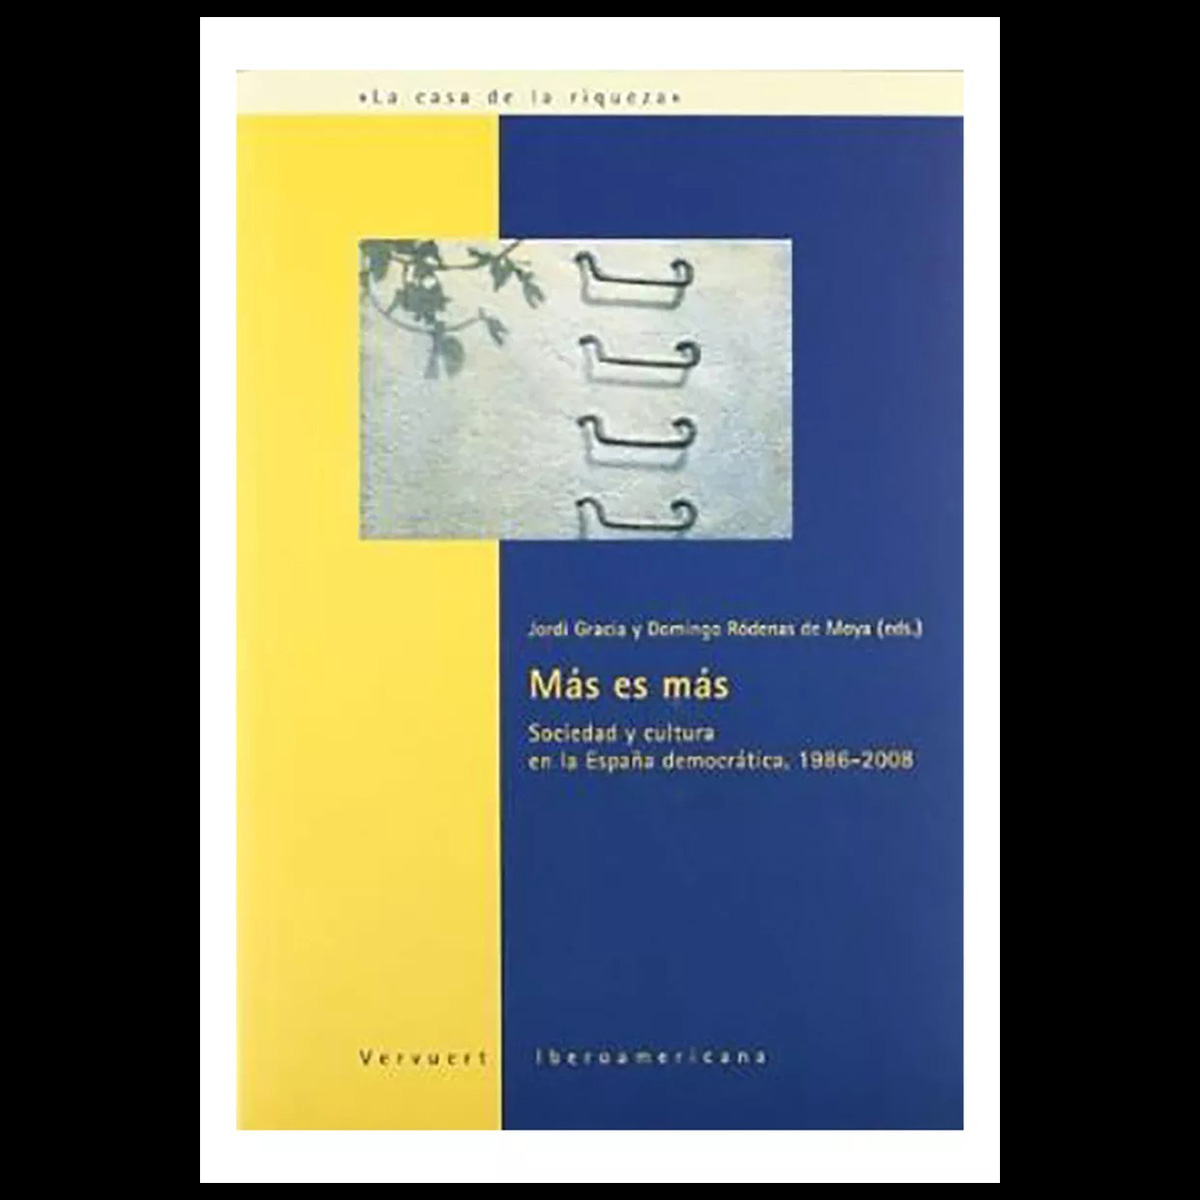 «La casa de la riqueza»
Jordi Gracia y Domingo Ródenas de Moya (eds.)
Más es más
Sociedad y cultura
en la España democrática, 1986-2008
Vervuert Iberoamericana